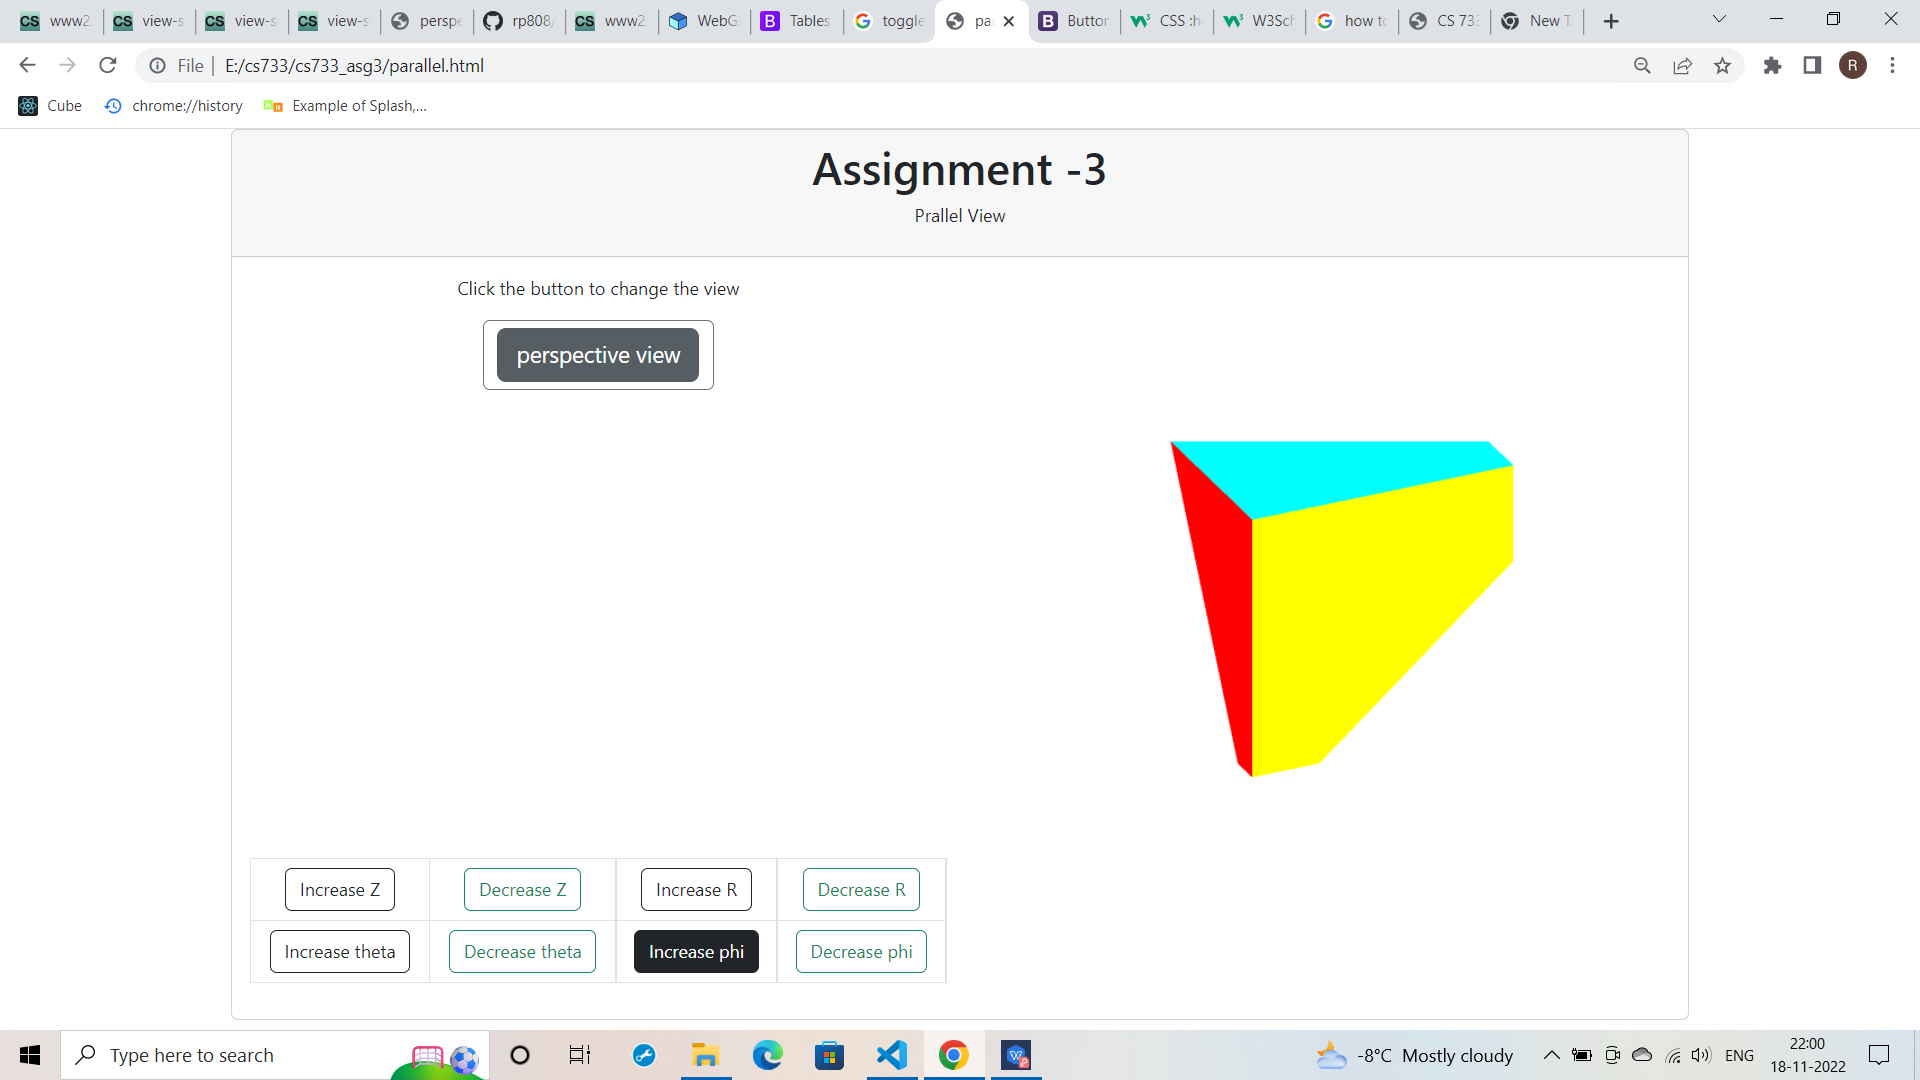 www2.
view-s
view-s
view-s
perspe
rp808/
www2.
WebG
Tables
toggle
pa
Button
CSS :h
W3Sch
how to
CS 733
New T
File E:/cs733/cs733_asg3/parallel.html
R
Cube chrome://history Example of Splash,...
Assignment -3
Prallel View
Click the button to change the view
perspective view
Increase Z Decrease Z Increase R Decrease R
Increase theta Decrease theta Increase phi Decrease phi
Type here to search
-8°C Mostly cloudy
ENG
22:00
18-11-2022